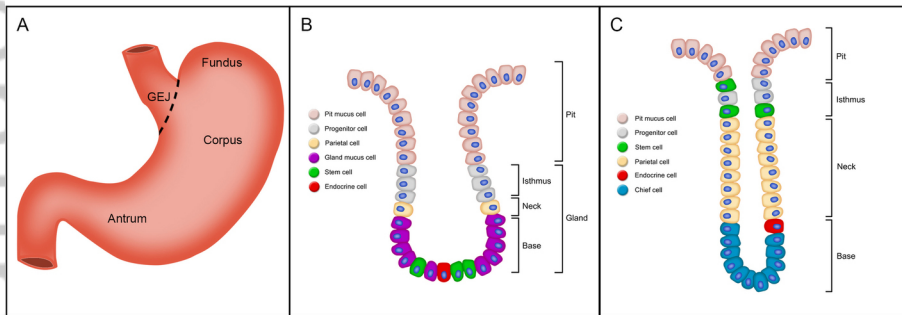 A
Fundus
GEJ
Corpus
Antrum
B
Pit mucus cell
Progenitor cell
Parietal cell
Gland mucus cell
Stem cell
Endocrine cell
Pit
Isthmus
Neck
Gland
Base
C
Pit mucus cell
Progenitor cell
Stem cell
Parietal cell
Endocrine cell
Chief cell
Pit
Isthmus
Neck
Base